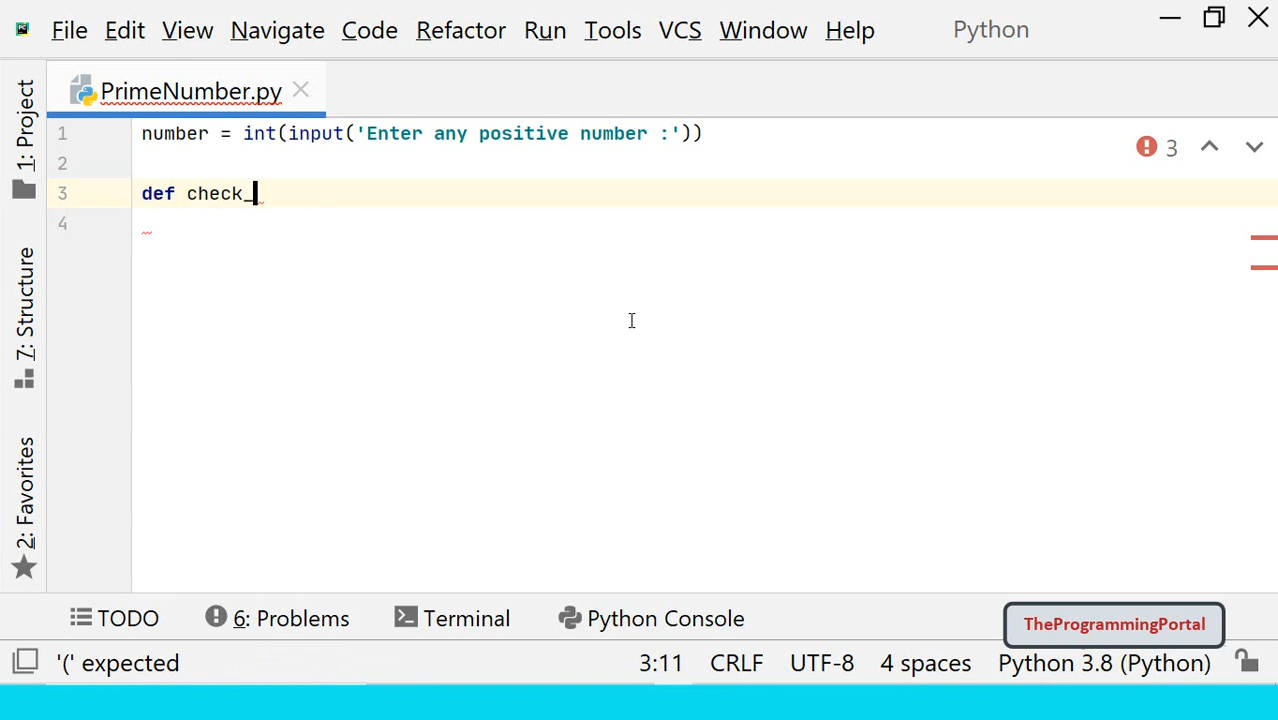 File Edit View Navigate Code Refactor Run Tools VCS Window Help Python
1: Project
7: Structure
2: Favorites
PrimeNumber.py
3
1 number = int(input('Enter any positive number :'))
2
3 def check_
4
TODO 6: Problems Terminal Python Console
TheProgrammingPortal
'(' expected 3:11 CRLF UTF-8 4 spaces Python 3.8 (Python)